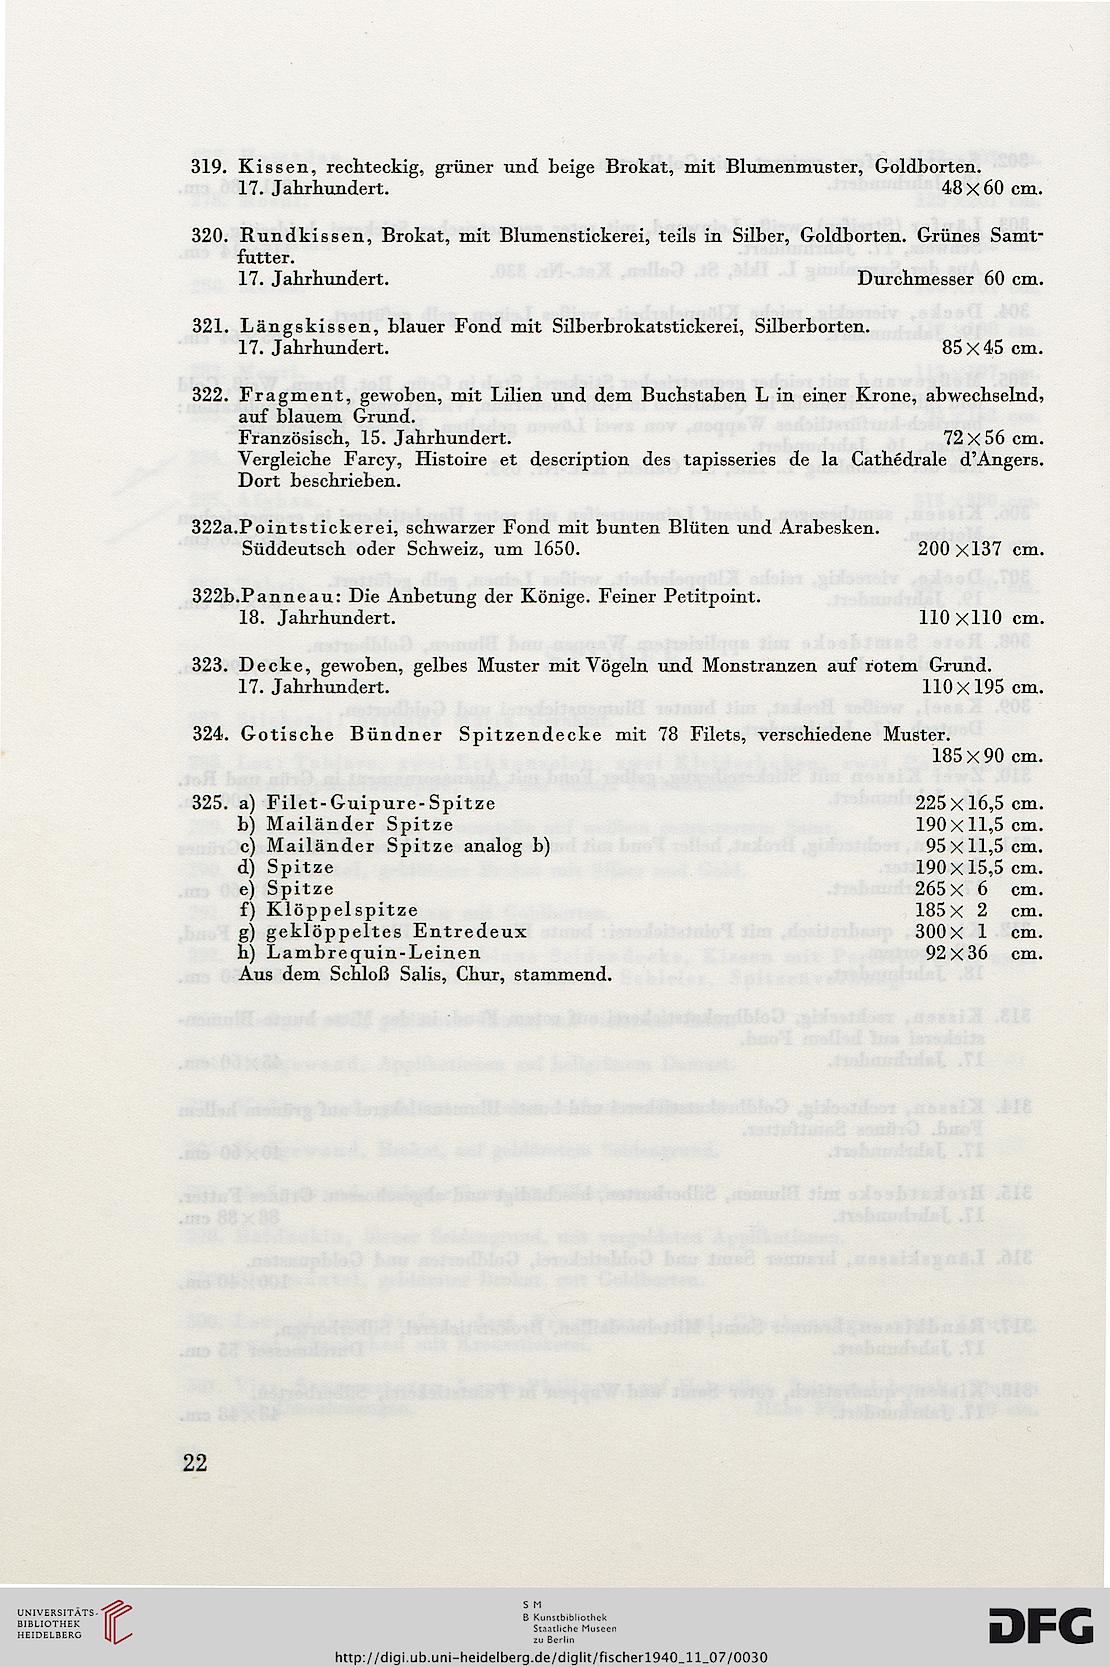 319. Kissen, rechteckig, grüner und beige Brokat, mit Blumenmuster, Goldborten.
17. Jahrhundert. 48×60 cm.
320. Rundkissen, Brokat, mit Blumenstickerei, teils in Silber, Goldborten. Grünes Samt-
futter.
17. Jahrhundert. Durchmesser 60 cm.
321. Längskissen, blauer Fond mit Silberbrokatstickerei, Silberborten.
17. Jahrhundert. 85×45 cm.
322. Fragment, gewoben, mit Lilien und dem Buchstaben L in einer Krone, abwechselnd,
auf blauem Grund.
Französisch, 15. Jahrhundert. 72×56 cm.
Vergleiche Farcy, Histoire et description des tapisseries de la Cathédrale d'Angers.
Dort beschrieben.
322a.Pointstickerei, schwarzer Fond mit bunten Blüten und Arabesken.
Süddeutsch oder Schweiz, um 1650. 200×137 cm.
322b.Panneau: Die Anbetung der Könige. Feiner Petitpoint.
18. Jahrhundert. 110×110 cm.
323. Decke, gewoben, gelbes Muster mit Vögeln und Monstranzen auf rotem Grund.
17. Jahrhundert. 110×195 cm.
324. Gotische Bündner Spitzendecke mit 78 Filets, verschiedene Muster.
185×90 cm.
325. a) Filet-Guipure-Spitze 225×16,5 cm.
b) Mailänder Spitze 190×11,5 cm.
c) Mailänder Spitze analog b) 95×11,5 cm.
d) Spitze 190×15,5 cm.
e) Spitze 265× 6 cm.
f) Klöppelspitze 185× 2 cm.
g) geklöppeltes Entredeux 300× 1 cm.
h) Lambrequin-Leinen 92×36 cm.
Aus dem Schloß Salis, Chur, stammend.
22
UNIVERSITÄTS-
BIBLIOTHEK
HEIDELBERG
S M
B Kunstbibliothek
Staatliche Museen
zu Berlin
DFG
http://digi.ub.uni-heidelberg.de/diglit/fischer1940_11_07/0030